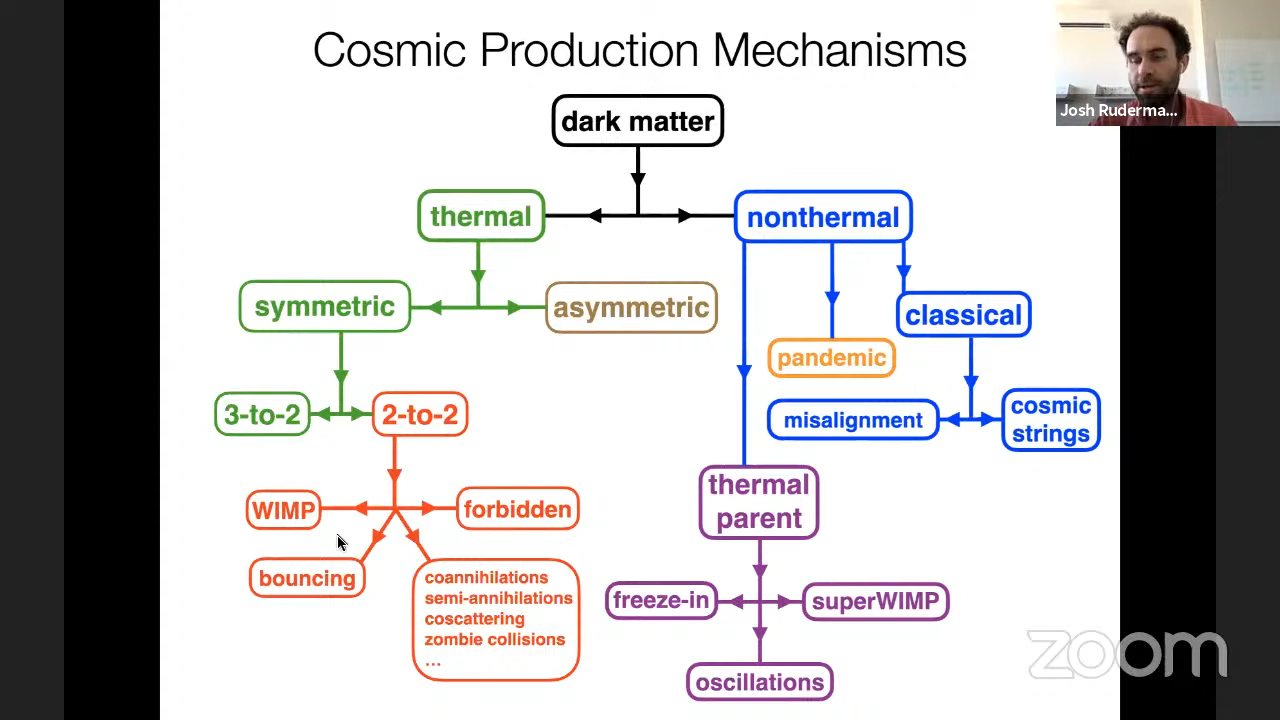 Cosmic Production Mechanisms
Josh Ruderma...
dark matter
thermal
nonthermal
symmetric
asymmetric
classical
pandemic
3-to-2
2-to-2
misalignment
cosmic
strings
thermal
parent
WIMP
forbidden
bouncing
coannihilations
semi-annihilations
coscattering
zombie collisions
...
freeze-in
superWIMP
oscillations
zoom